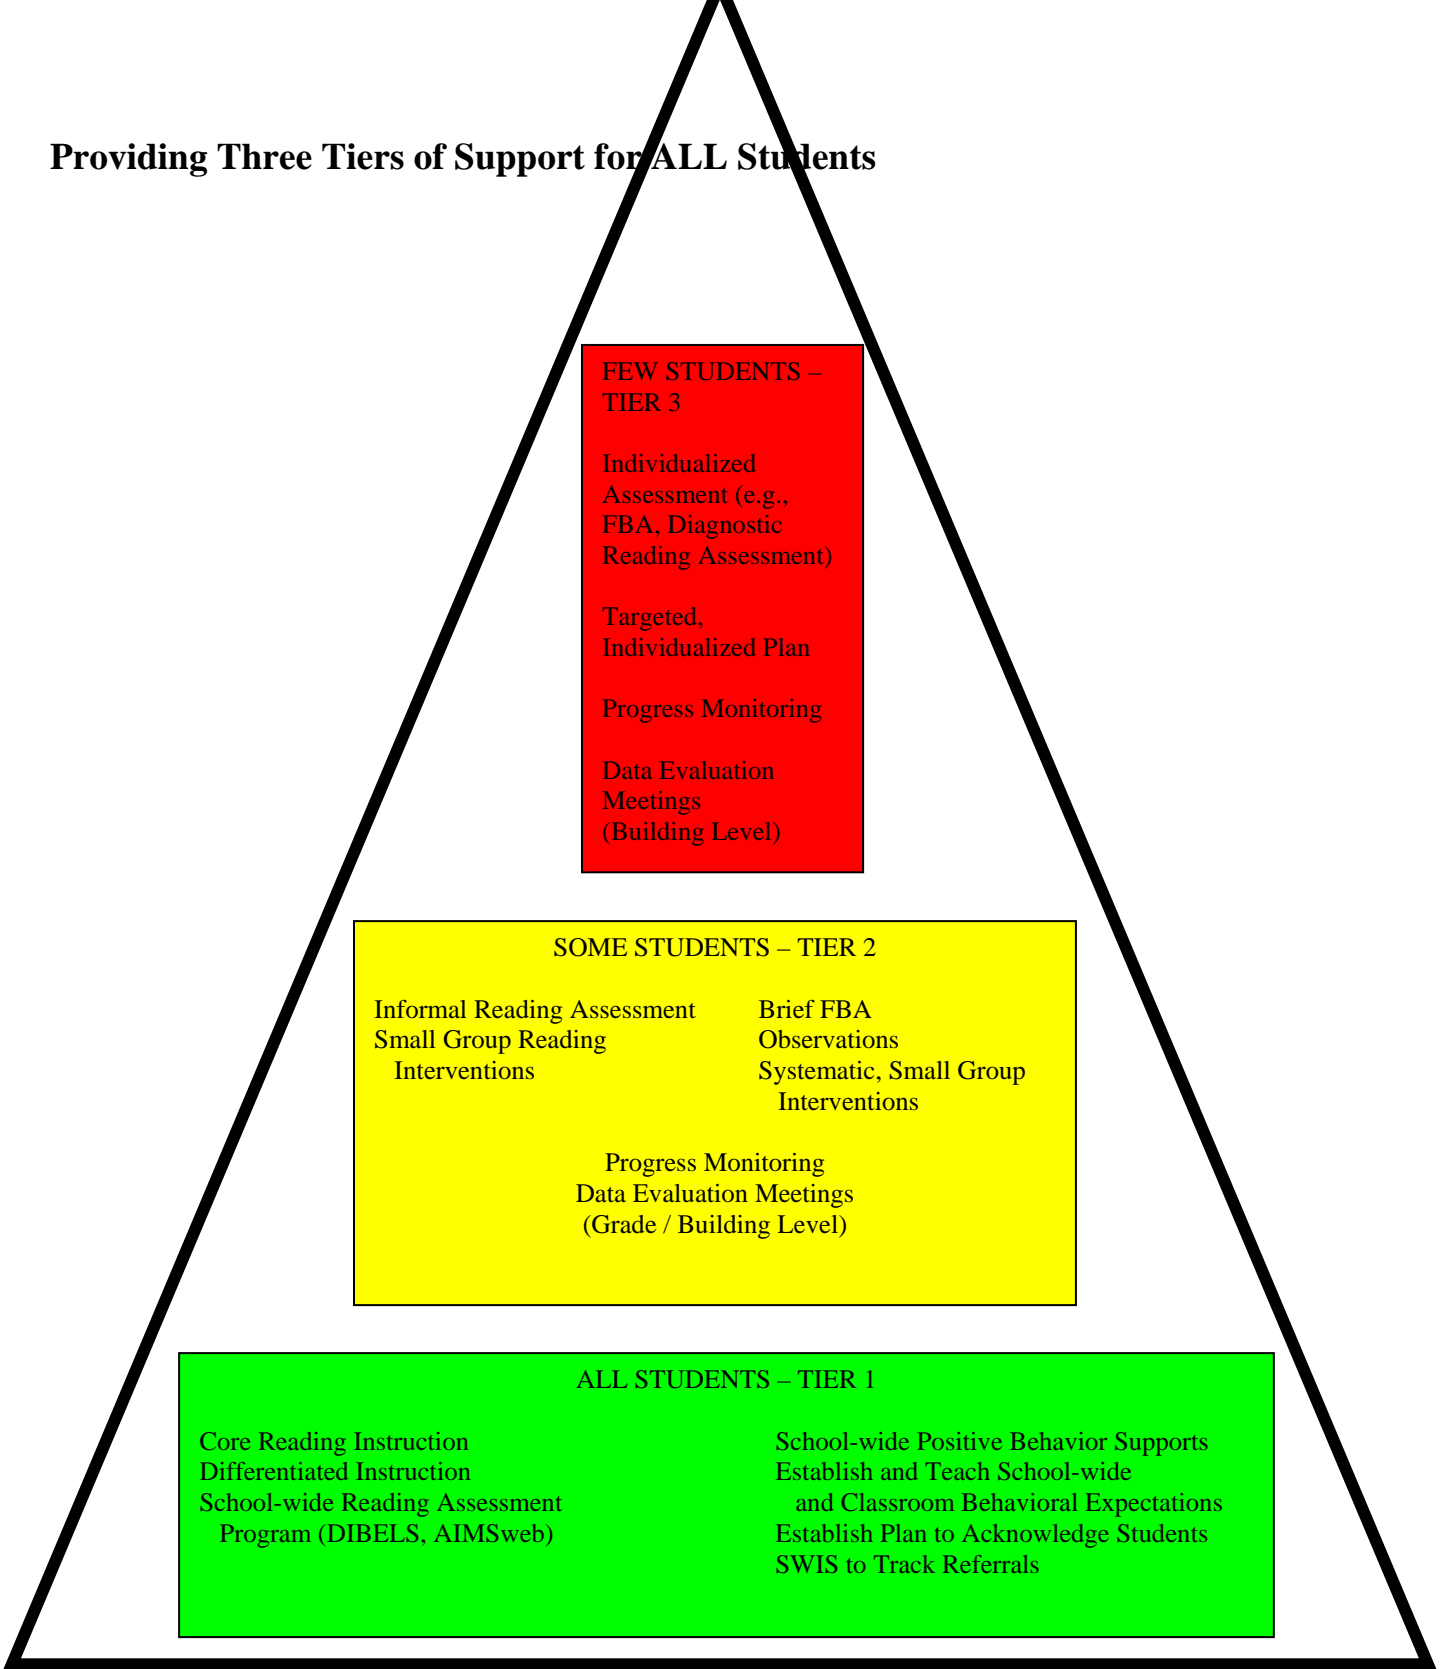 Providing Three Tiers of Support for ALL Students
FEW STUDENTS –
TIER 3
Individualized
Assessment (e.g.,
FBA, Diagnostic
Reading Assessment)
Targeted,
Individualized Plan
Progress Monitoring
Data Evaluation
Meetings
(Building Level)
SOME STUDENTS – TIER 2
Informal Reading Assessment
Small Group Reading
Interventions
Brief FBA
Observations
Systematic, Small Group
Interventions
Progress Monitoring
Data Evaluation Meetings
(Grade / Building Level)
ALL STUDENTS – TIER 1
Core Reading Instruction
Differentiated Instruction
School-wide Reading Assessment
Program (DIBELS, AIMSweb)
School-wide Positive Behavior Supports
Establish and Teach School-wide
and Classroom Behavioral Expectations
Establish Plan to Acknowledge Students
SWIS to Track Referrals